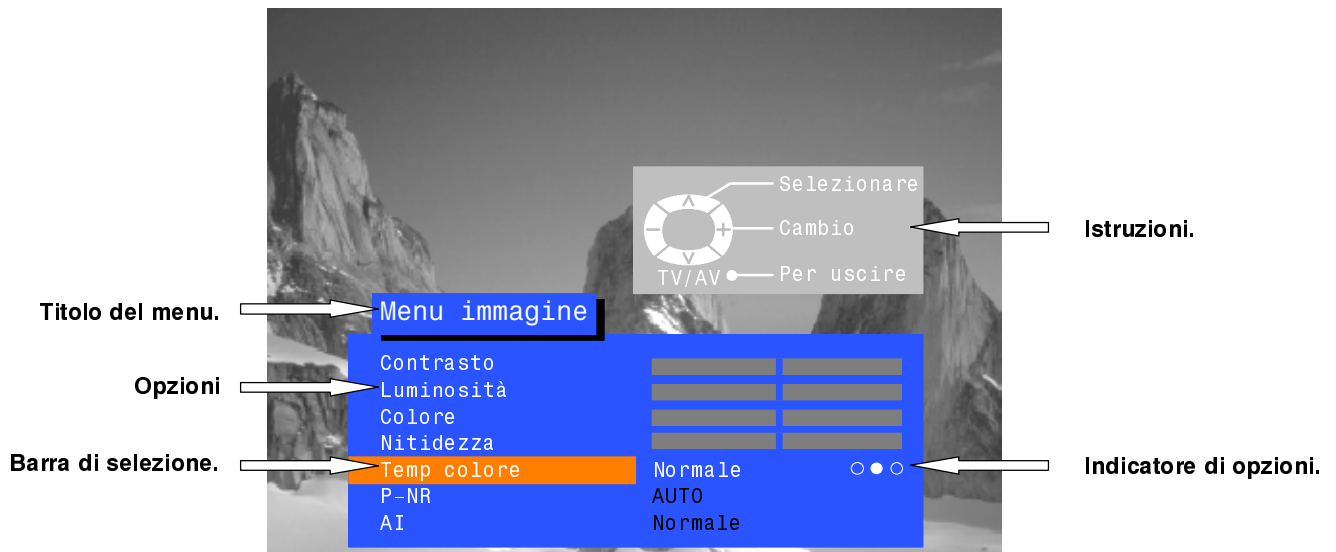 Selezionare
Cambio
Istruzioni.
TV/AV Per uscire
Titolo del menu.
Menu immagine
Contrasto
Opzioni
Luminosità
Colore
Nitidezza
Barra di selezione.
Temp colore Normale
Indicatore di opzioni.
P-NR AUTO
AI Normale